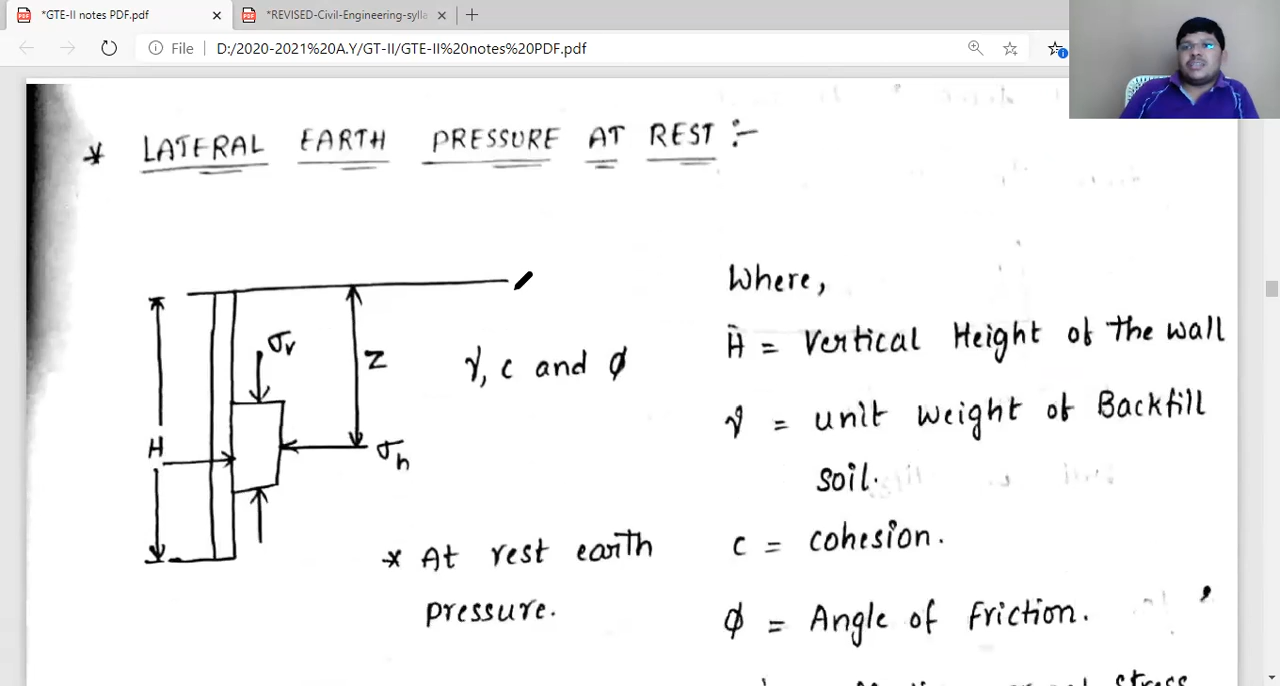 *GTE-II notes PDF.pdf
*REVISED-Civil-Engineering-sylla
File
D:/2020-2021%20A.Y/GT-II/GTE-II%20notes%20PDF.pdf
* LATERAL EARTH PRESSURE AT REST :-
σv
Z
γ, c and φ
H
σh
* At rest earth
pressure.
Where,
H = Vertical Height of the wall
γ = unit weight of Backfill
soil.
c = cohesion.
φ = Angle of Friction.
stress